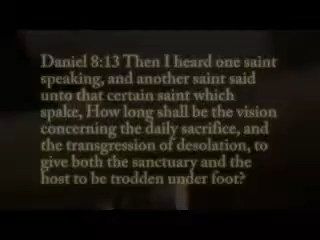 Daniel 8:13 Then I heard one saint
speaking, and another saint said
unto that certain saint which
spake, How long shall be the vision
concerning the daily sacrifice, and
the transgression of desolation, to
give both the sanctuary and the
host to be trodden under foot?